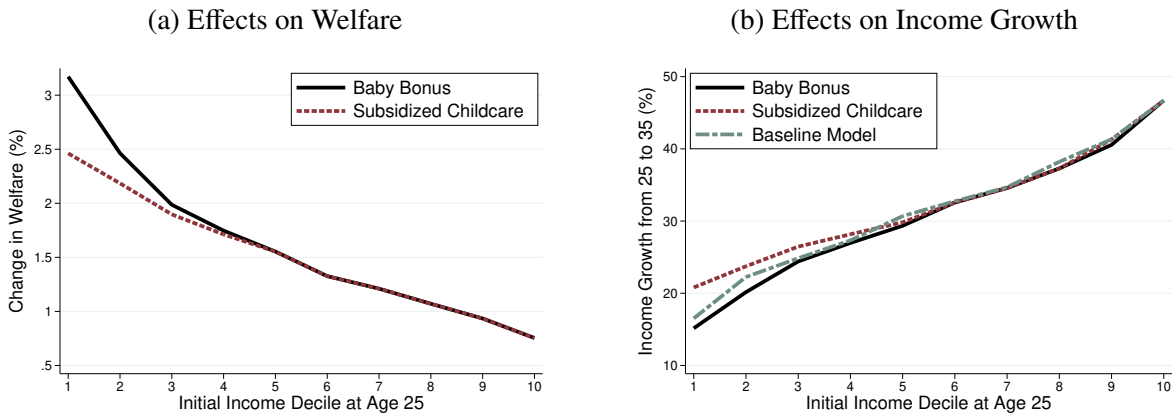 (a) Effects on Welfare
Change in Welfare (%)
3
2.5
2
1.5
1
.5
Baby Bonus
Subsidized Childcare
1 2 3 4 5 6 7 8 9 10
Initial Income Decile at Age 25
(b) Effects on Income Growth
Income Growth from 25 to 35 (%)
50
40
30
20
10
Baby Bonus
Subsidized Childcare
Baseline Model
1 2 3 4 5 6 7 8 9 10
Initial Income Decile at Age 25